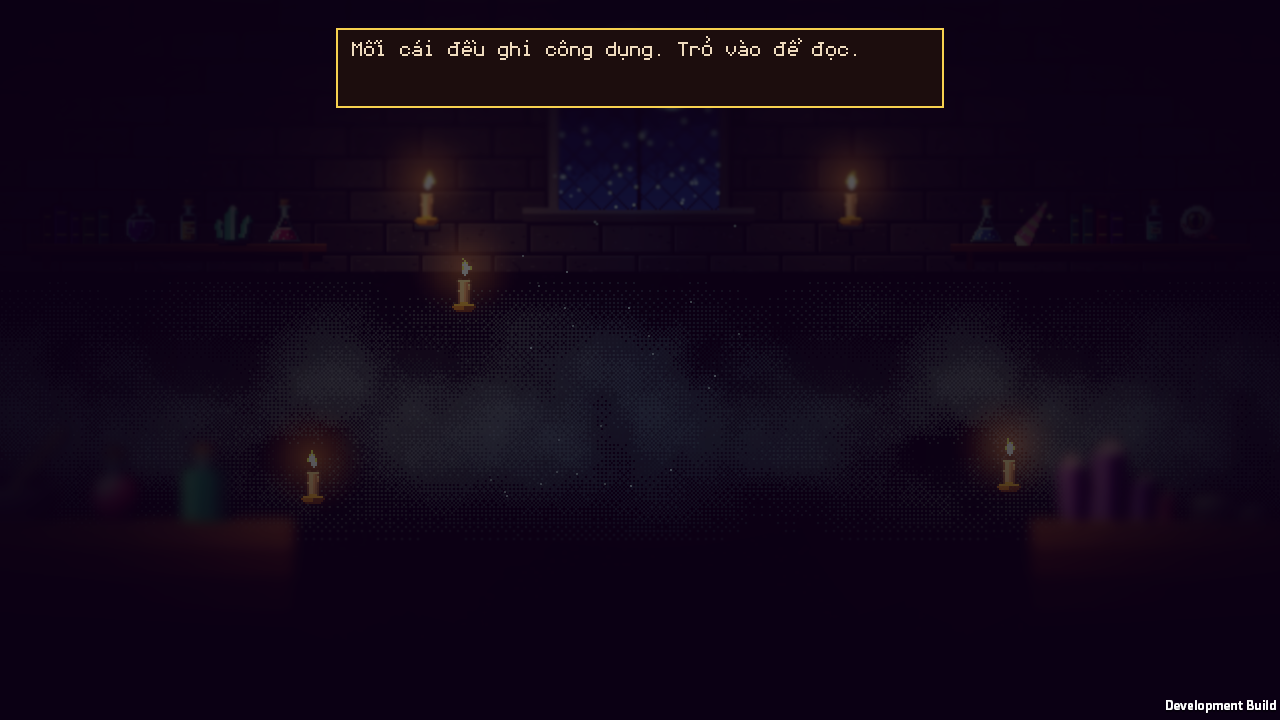 Mỗi cái đều ghi công dụng. Trỏ vào để đọc.
Development Build